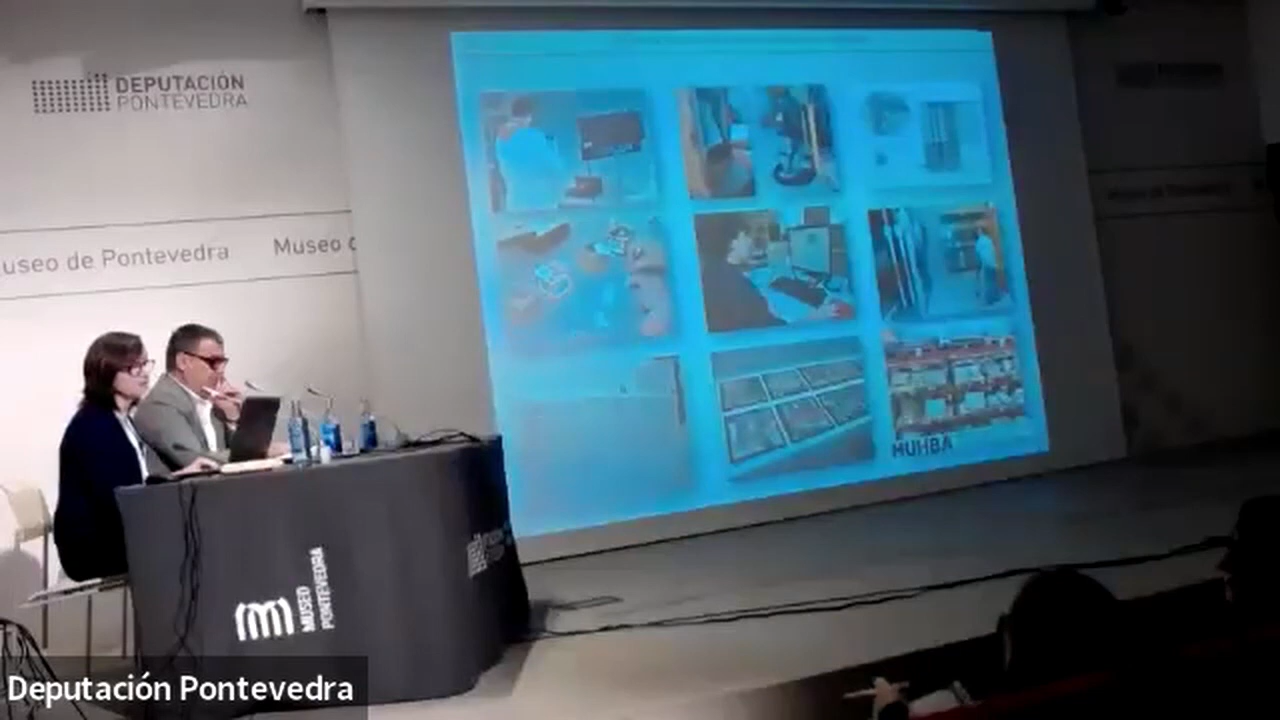 DEPUTACIÓN
PONTEVEDRA
useo de Pontevedra
Museo
MUHBA
MUSEO
PONTEVEDRA
Deputación Pontevedra